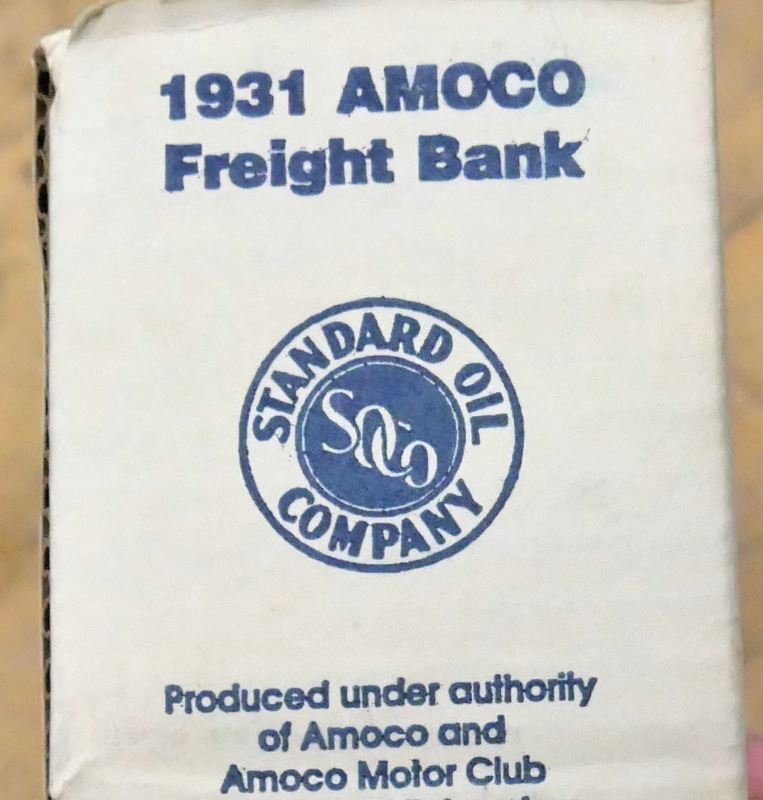 1931 AMOCO
Freight Bank
STANDARD OIL
SOCO
COMPANY
Produced under authority
of Amoco and
Amoco Motor Club